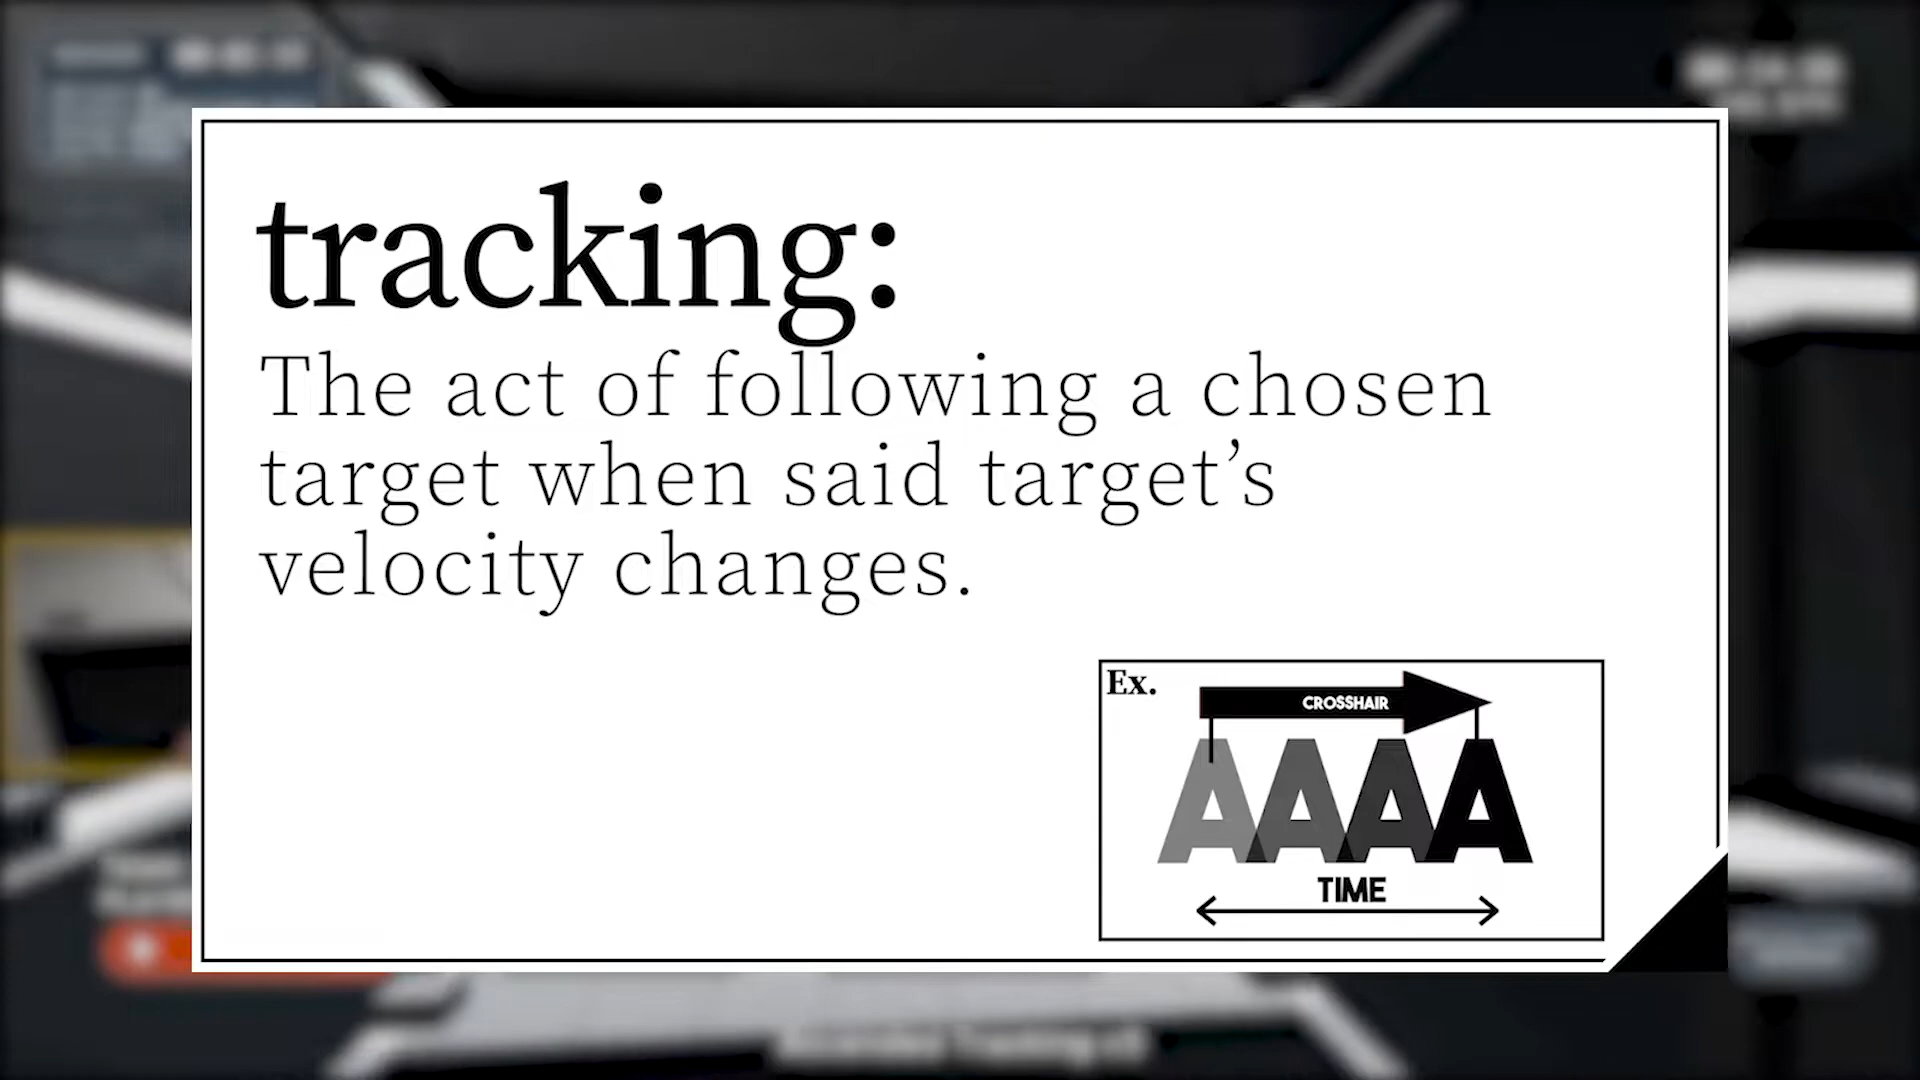 tracking:
The act of following a chosen
target when said target’s
velocity changes.
Ex.
CROSSHAIR
AAAA
TIME